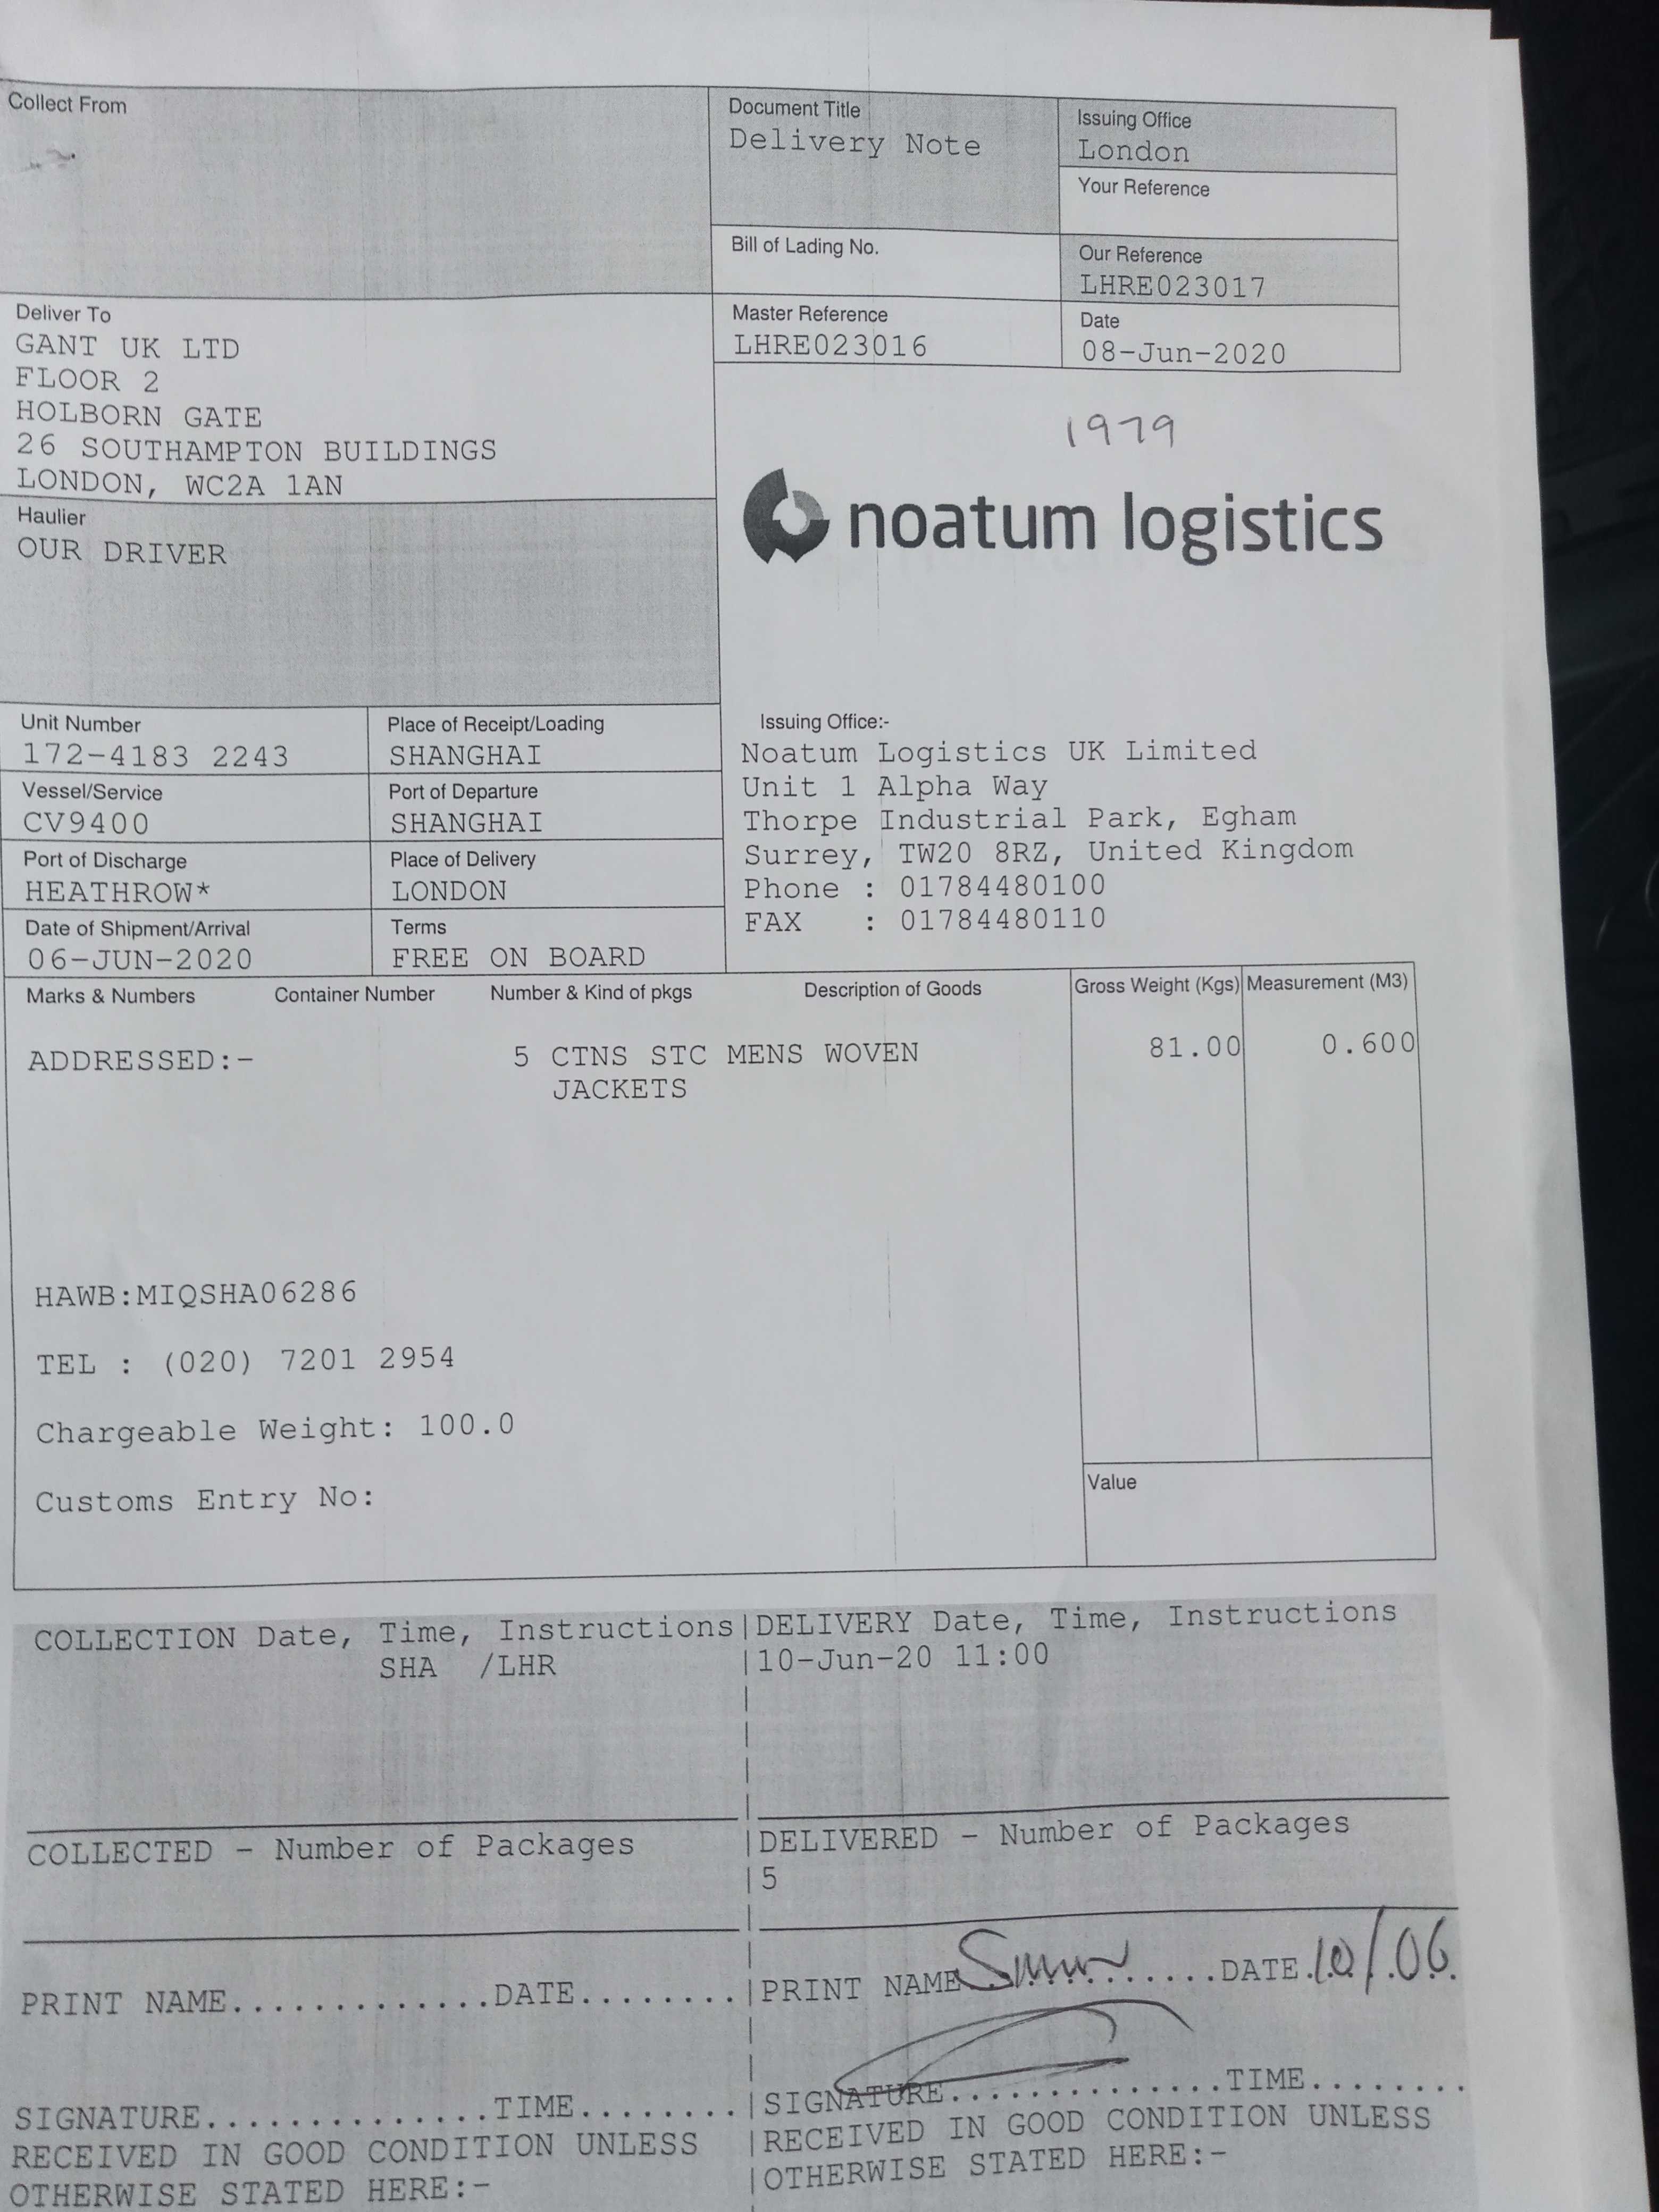 Collect From
Document Title
Delivery Note
Issuing Office
London
Your Reference
Bill of Lading No.
Our Reference
LHRE023017
Deliver To
GANT UK LTD
FLOOR 2
HOLBORN GATE
26 SOUTHAMPTON BUILDINGS
LONDON, WC2A 1AN
Master Reference
LHRE023016
Date
08-Jun-2020
1979
noatum logistics
Haulier
OUR DRIVER
Unit Number
172-4183 2243
Place of Receipt/Loading
SHANGHAI
Vessel/Service
CV9400
Port of Departure
SHANGHAI
Port of Discharge
HEATHROW*
Place of Delivery
LONDON
Date of Shipment/Arrival
06-JUN-2020
Terms
FREE ON BOARD
Issuing Office:-
Noatum Logistics UK Limited
Unit 1 Alpha Way
Thorpe Industrial Park, Egham
Surrey, TW20 8RZ, United Kingdom
Phone : 01784480100
FAX : 01784480110
Marks & Numbers Container Number Number & Kind of pkgs Description of Goods Gross Weight (Kgs) Measurement (M3)
ADDRESSED:- 5 CTNS STC MENS WOVEN 81.00 0.600
JACKETS
HAWB:MIQSHA06286
TEL : (020) 7201 2954
Chargeable Weight: 100.0
Customs Entry No:
Value
COLLECTION Date, Time, Instructions
SHA /LHR
DELIVERY Date, Time, Instructions
10-Jun-20 11:00
COLLECTED - Number of Packages
DELIVERED - Number of Packages
5
PRINT NAME.............DATE........
PRINT NAME.............DATE.10/06.
SIGNATURE..............TIME........
RECEIVED IN GOOD CONDITION UNLESS
OTHERWISE STATED HERE:-
SIGNATURE..............TIME........
RECEIVED IN GOOD CONDITION UNLESS
OTHERWISE STATED HERE:-